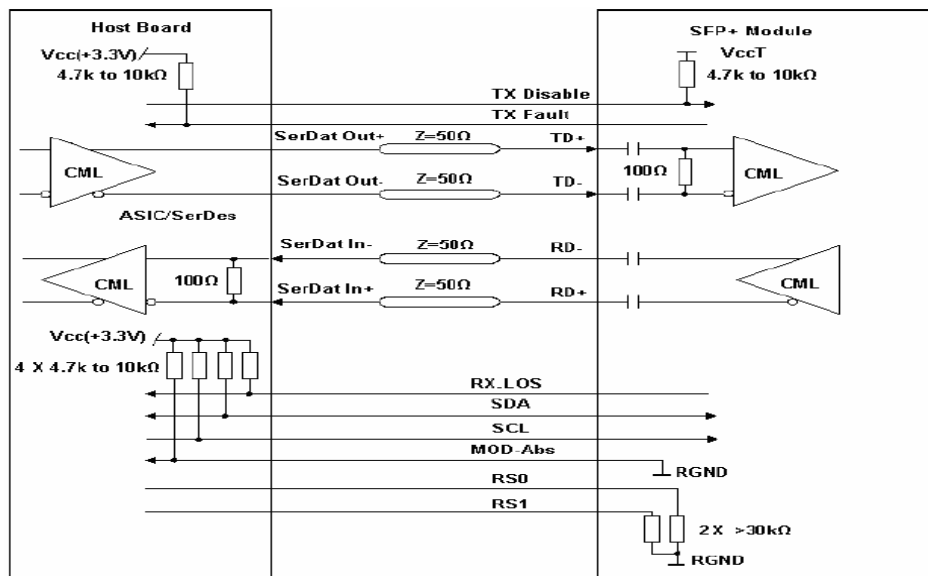 Host Board
SFP+ Module
Vcc(+3.3V)
4.7k to 10kΩ
VccT
4.7k to 10kΩ
TX Disable
TX Fault
SerDat Out+
Z=50Ω
TD+
CML
100Ω
CML
SerDat Out-
Z=50Ω
TD-
ASIC/SerDes
SerDat In-
Z=50Ω
RD-
CML
100Ω
CML
SerDat In+
Z=50Ω
RD+
Vcc(+3.3V)
4 X 4.7k to 10kΩ
RX-LOS
SDA
SCL
MOD-Abs
RGND
RS0
RS1
2X >30kΩ
RGND